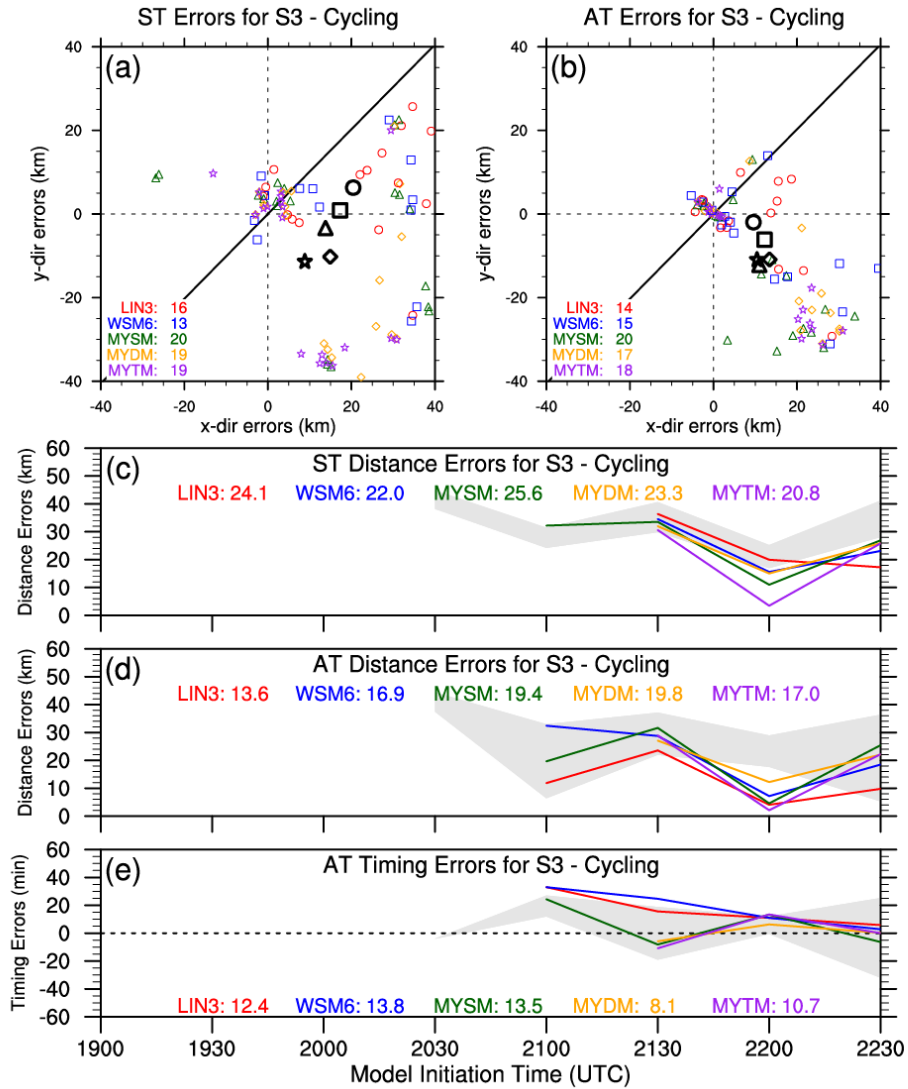 ST Errors for S3 - Cycling
AT Errors for S3 - Cycling
(a)
(b)
40
20
0
-20
-40
y-dir errors (km)
LIN3: 16
WSM6: 13
MYSM: 20
MYDM: 19
MYTM: 19
-40 -20 0 20 40
x-dir errors (km)
40
20
0
-20
-40
y-dir errors (km)
LIN3: 14
WSM6: 15
MYSM: 20
MYDM: 17
MYTM: 18
-40 -20 0 20 40
x-dir errors (km)
(c)
ST Distance Errors for S3 - Cycling
LIN3: 24.1 WSM6: 22.0 MYSM: 25.6 MYDM: 23.3 MYTM: 20.8
60
50
40
30
20
10
0
Distance Errors (km)
(d)
AT Distance Errors for S3 - Cycling
LIN3: 13.6 WSM6: 16.9 MYSM: 19.4 MYDM: 19.8 MYTM: 17.0
60
50
40
30
20
10
0
Distance Errors (km)
(e)
AT Timing Errors for S3 - Cycling
60
40
20
0
-20
-40
-60
Timing Errors (min)
LIN3: 12.4 WSM6: 13.8 MYSM: 13.5 MYDM: 8.1 MYTM: 10.7
1900 1930 2000 2030 2100 2130 2200 2230
Model Initiation Time (UTC)